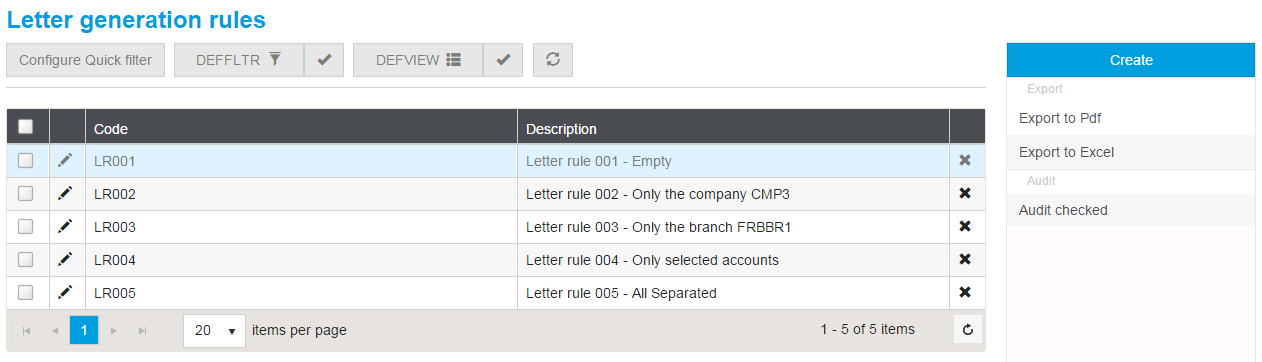 Letter generation rules
Configure Quick filter DEFFLTR DEFVIEW
Create
Export
Export to Pdf
Export to Excel
Audit
Audit checked
Code Description
LR001 Letter rule 001 - Empty
LR002 Letter rule 002 - Only the company CMP3
LR003 Letter rule 003 - Only the branch FRBBR1
LR004 Letter rule 004 - Only selected accounts
LR005 Letter rule 005 - All Separated
1 20 items per page 1 - 5 of 5 items